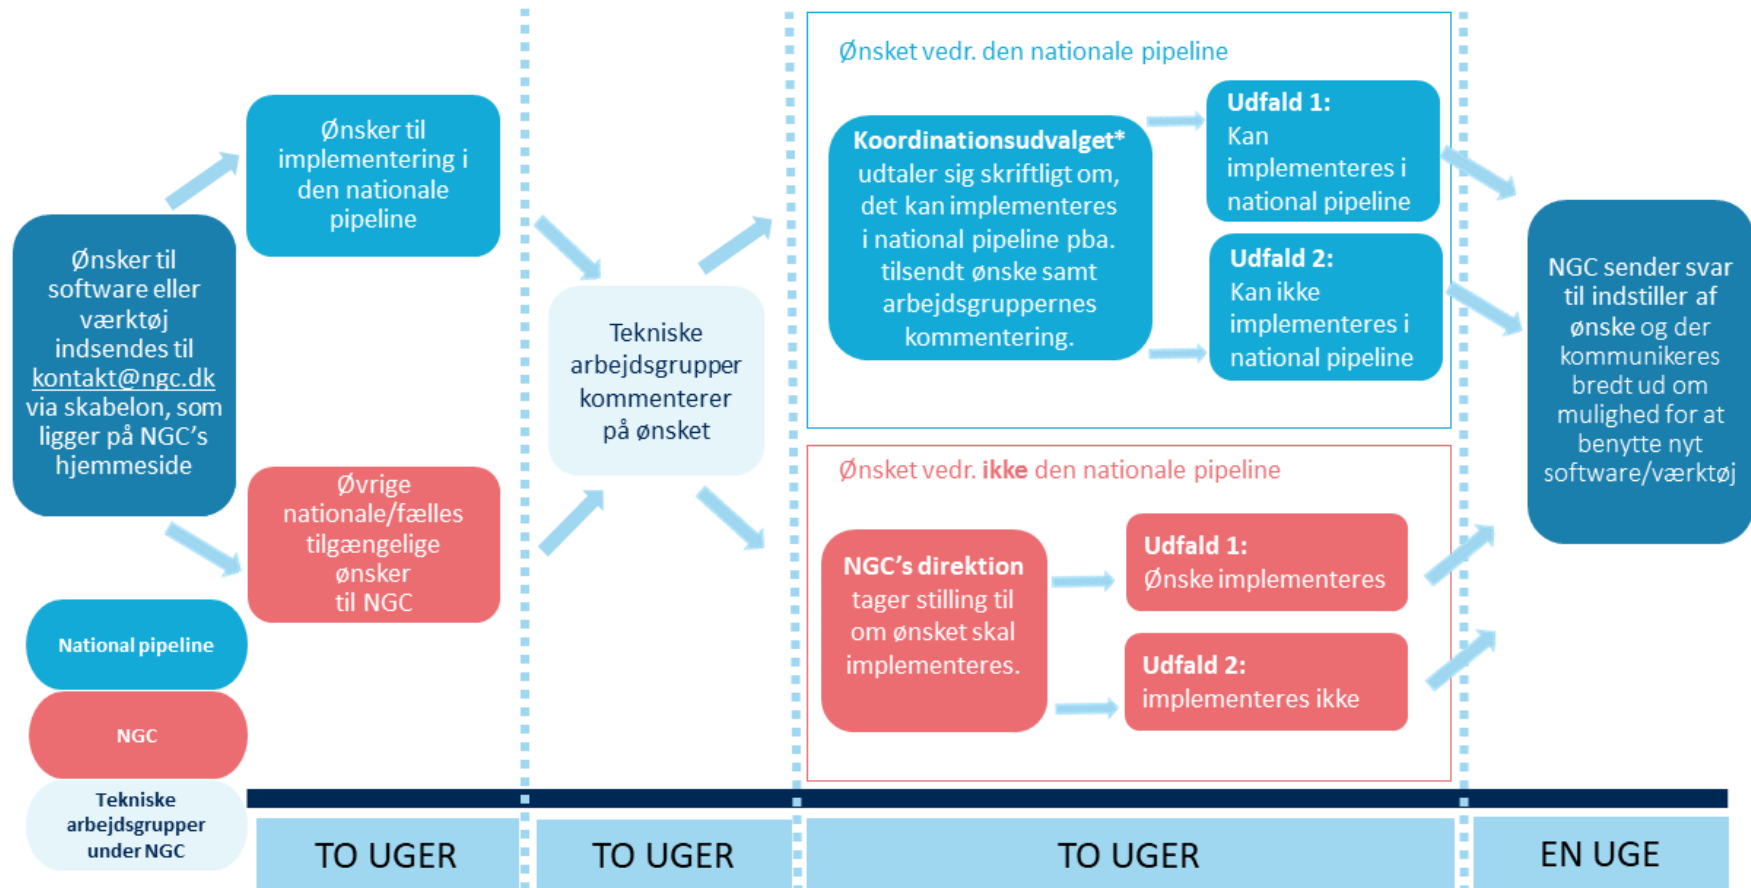 Ønsker til
software eller
værktøj
indsendes til
kontakt@ngc.dk
via skabelon, som
ligger på NGC's
hjemmeside
Ønsker til
implementering i
den nationale
pipeline
Øvrige
nationale/fælles
tilgængelige
ønsker
til NGC
Tekniske
arbejdsgrupper
kommenterer
på ønsket
Ønsket vedr. den nationale pipeline
Koordinationsudvalget*
udtaler sig skriftligt om,
det kan implementeres
i national pipeline pba.
tilsendt ønske samt
arbejdsgruppernes
kommentering.
Udfald 1:
Kan
implementeres i
national pipeline
Udfald 2:
Kan ikke
implementeres i
national pipeline
Ønsket vedr. ikke den nationale pipeline
NGC's direktion
tager stilling til
om ønsket skal
implementeres.
Udfald 1:
Ønske implementeres
Udfald 2:
implementeres ikke
NGC sender svar
til indstiller af
ønske og der
kommunikeres
bredt ud om
mulighed for at
benytte nyt
software/værktøj
National pipeline
NGC
Tekniske
arbejdsgrupper
under NGC
TO UGER
TO UGER
TO UGER
EN UGE